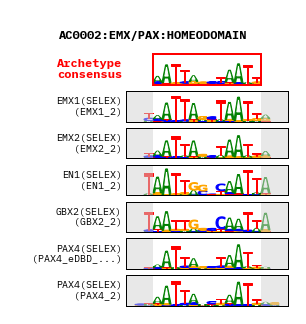 AC0002:EMX/PAX:HOMEODOMAIN
Archetype
consensus
EMX1(SELEX)
(EMX1_2)
EMX2(SELEX)
(EMX2_2)
EN1(SELEX)
(EN1_2)
GBX2(SELEX)
(GBX2_2)
PAX4(SELEX)
(PAX4_eDBD_...)
PAX4(SELEX)
(PAX4_2)